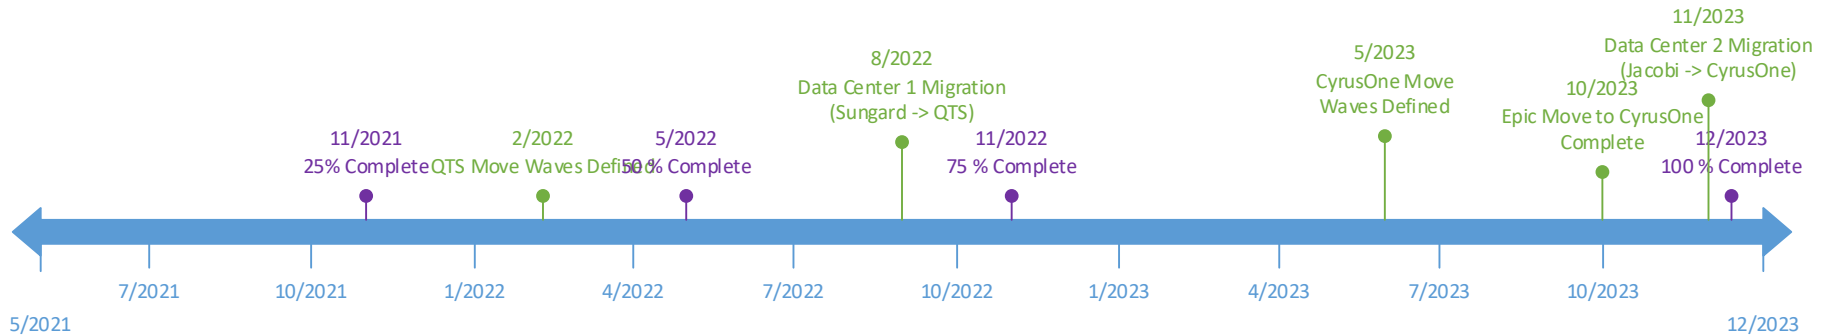 11/2021
25% Complete
2/2022
QTS Move Waves Defined
5/2022
50 % Complete
8/2022
Data Center 1 Migration
(Sungard -> QTS)
11/2022
75 % Complete
5/2023
CyrusOne Move
Waves Defined
10/2023
Epic Move to CyrusOne
Complete
11/2023
Data Center 2 Migration
(Jacobi -> CyrusOne)
12/2023
100 % Complete
7/2021
10/2021
1/2022
4/2022
7/2022
10/2022
1/2023
4/2023
7/2023
10/2023
5/2021
12/2023